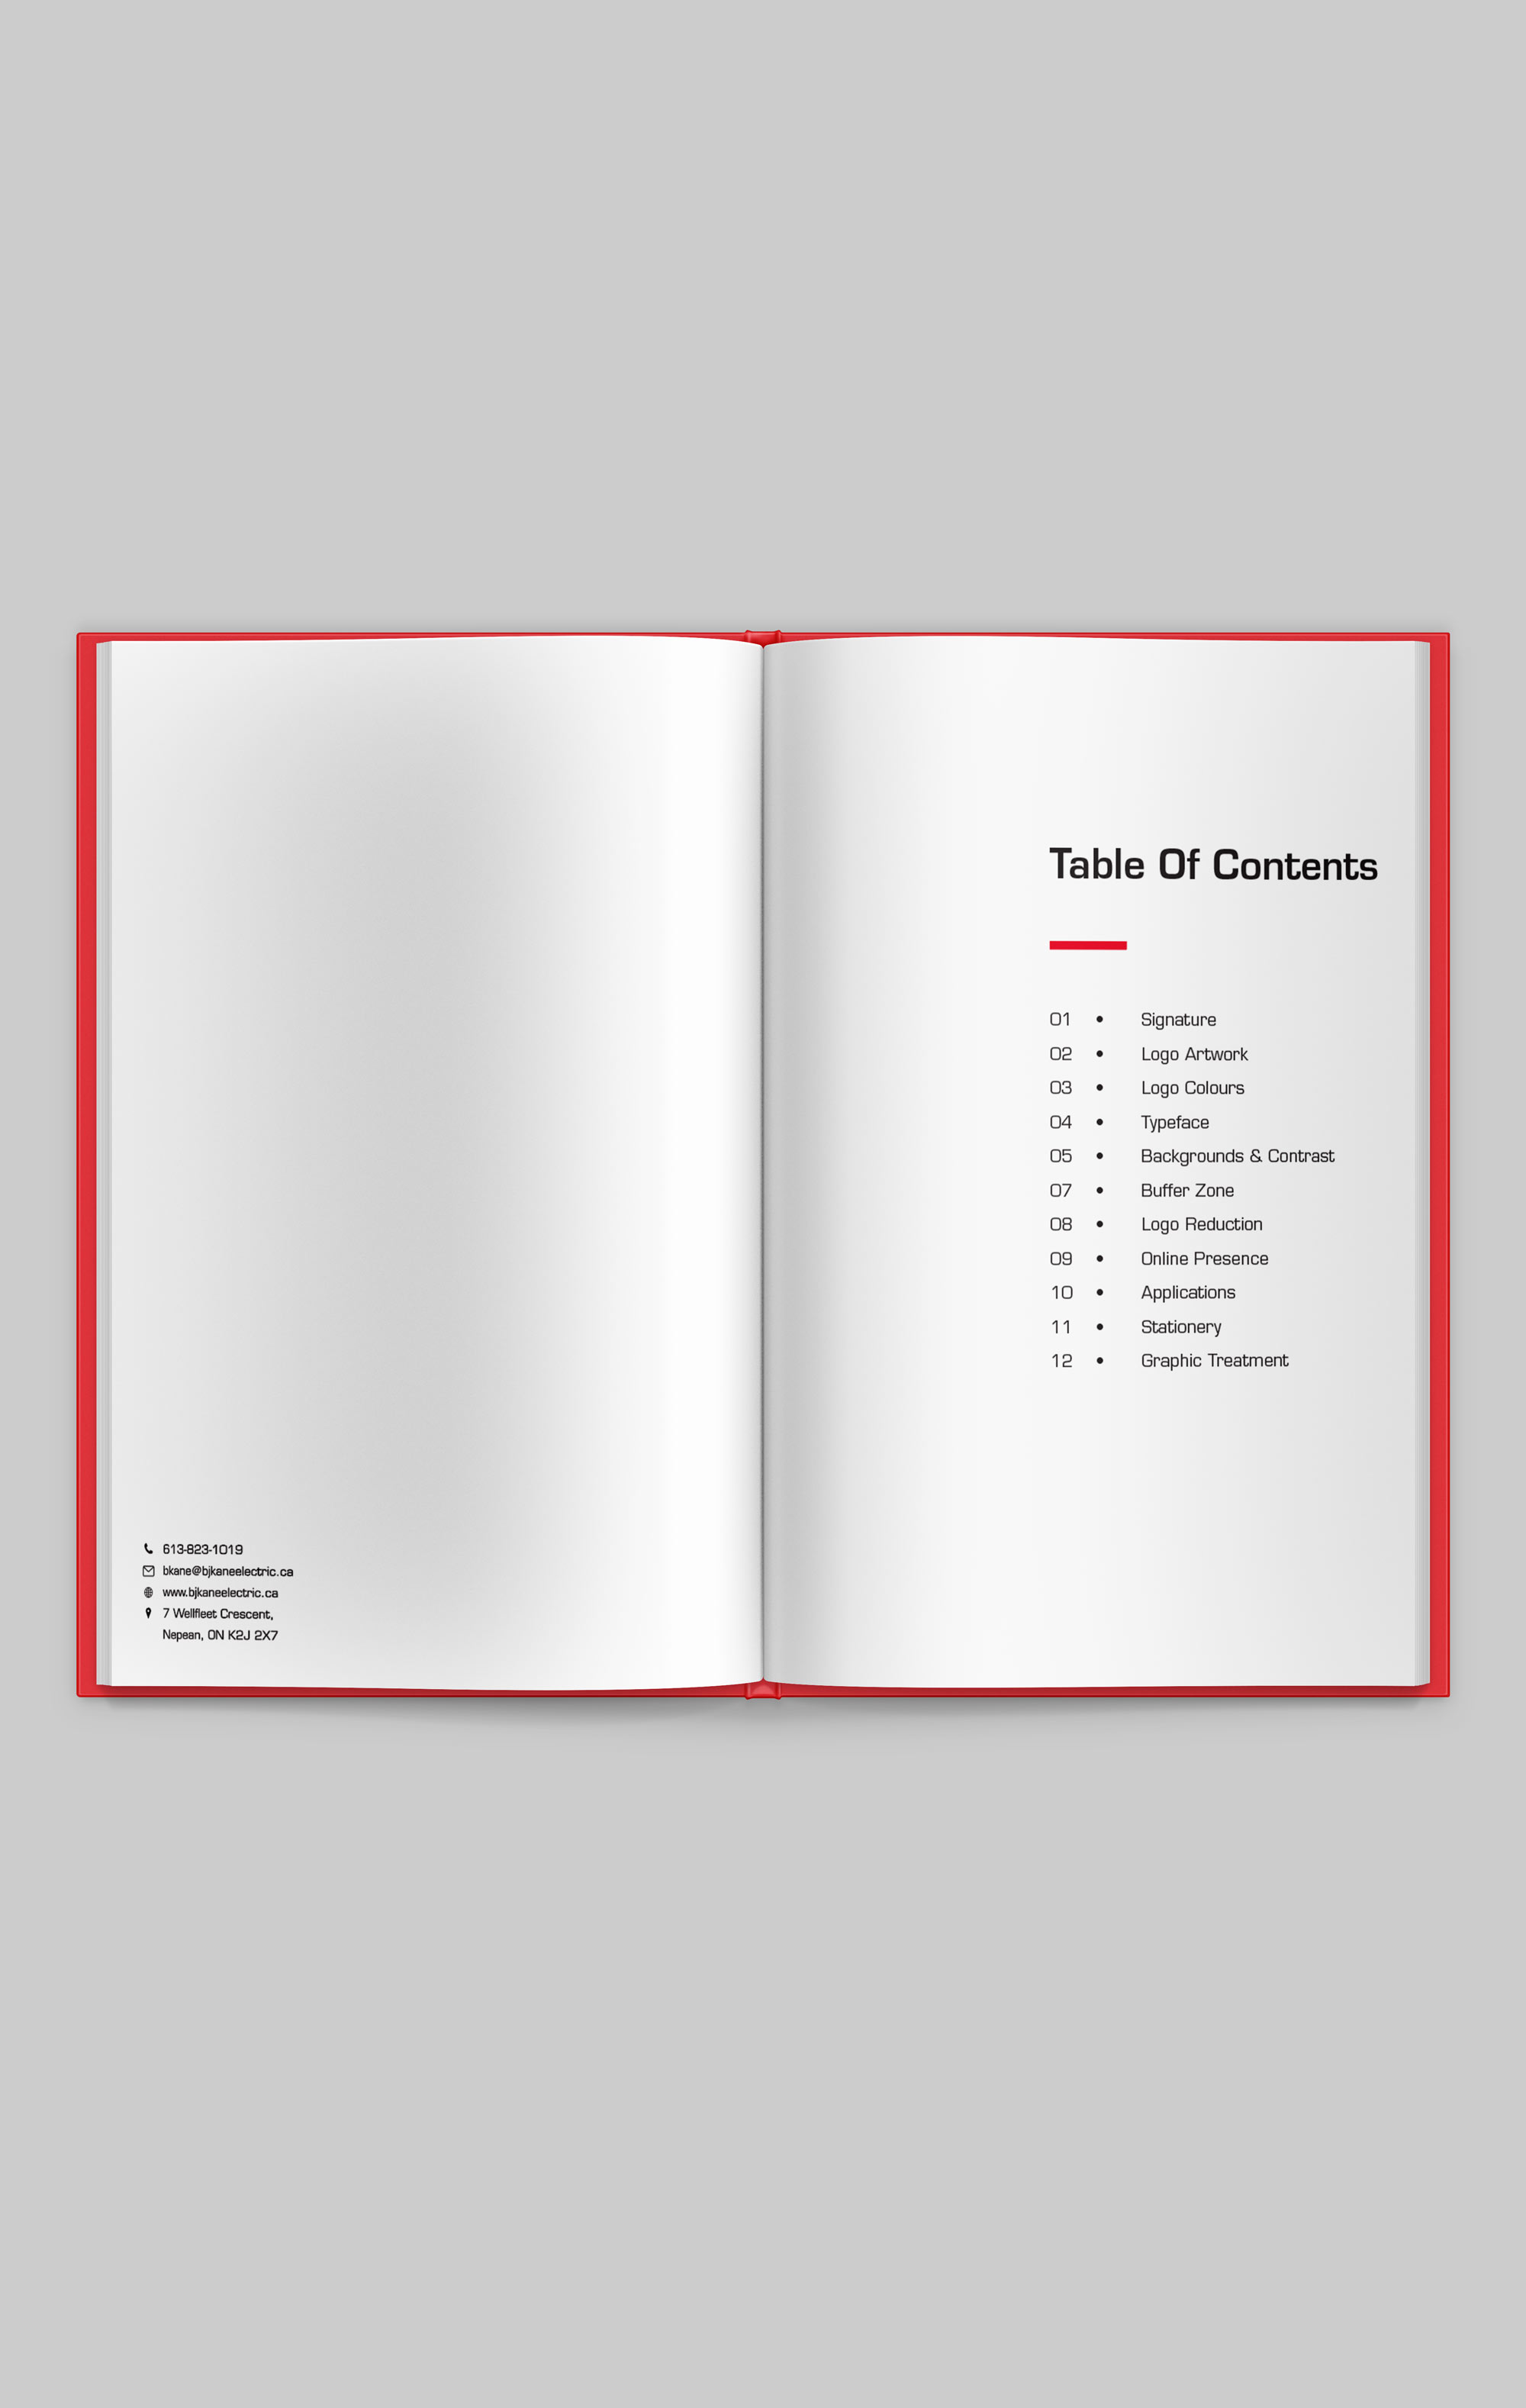 613-823-1019
bkane@bjkaneelectric.ca
www.bjkaneelectric.ca
7 Wellfleet Crescent,
Nepean, ON K2J 2X7
Table Of Contents
01 • Signature
02 • Logo Artwork
03 • Logo Colours
04 • Typeface
05 • Backgrounds & Contrast
07 • Buffer Zone
08 • Logo Reduction
09 • Online Presence
10 • Applications
11 • Stationery
12 • Graphic Treatment